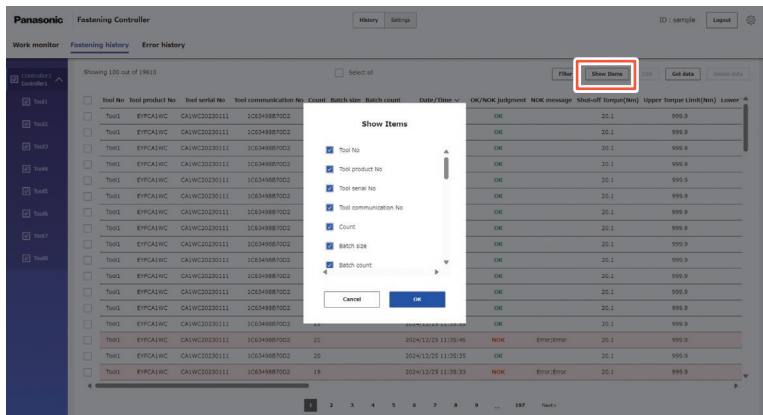 Panasonic Fastening Controller History Settings ID : sample Logout
Work monitor Fastening history Error history
Controller1
Controllers
Showing 100 out of 19610 Select all Filter Show Items Edit Get data Delete data
Tool1
Tool2
Tool3
Tool4
Tool5
Tool6
Tool7
Tool8
Tool No Tool product No Tool serial No Tool communication No Count Batch size Batch count Date/Time OK/NOK judgment NOK message Shut-off Torque(Nm) Upper Torque Limit(Nm) Lower
Tool1 EYFCA1WC CA1WC20230111 1C63498870D2 OK 20.1 999.9
Tool1 EYFCA1WC CA1WC20230111 1C63498870D2 OK 20.1 999.9
Tool1 EYFCA1WC CA1WC20230111 1C63498870D2 OK 20.1 999.9
Tool1 EYFCA1WC CA1WC20230111 1C63498870D2 OK 20.1 999.9
Tool1 EYFCA1WC CA1WC20230111 1C63498870D2 OK 20.1 999.9
Tool1 EYFCA1WC CA1WC20230111 1C63498870D2 OK 20.1 999.9
Tool1 EYFCA1WC CA1WC20230111 1C63498870D2 OK 20.1 999.9
Tool1 EYFCA1WC CA1WC20230111 1C63498870D2 OK 20.1 999.9
Tool1 EYFCA1WC CA1WC20230111 1C63498870D2 OK 20.1 999.9
Tool1 EYFCA1WC CA1WC20230111 1C63498870D2 OK 20.1 999.9
Tool1 EYFCA1WC CA1WC20230111 1C63498870D2 OK 20.1 999.9
Tool1 EYFCA1WC CA1WC20230111 1C63498870D2 OK 20.1 999.9
Tool1 EYFCA1WC CA1WC20230111 1C63498870D2 OK 20.1 999.9
Tool1 EYFCA1WC CA1WC20230111 1C63498870D2 OK 20.1 999.9
Tool1 EYFCA1WC CA1WC20230111 1C63498870D2 21 2024/12/25 11:35:46 NOK Error;Error 20.1 999.9
Tool1 EYFCA1WC CA1WC20230111 1C63498870D2 20 2024/12/25 11:35:35 OK 20.1 999.9
Tool1 EYFCA1WC CA1WC20230111 1C63498870D2 19 2024/12/25 11:35:33 NOK Error;Error 20.1 999.9
Show Items
Tool No
Tool product No
Tool serial No
Tool communication No
Count
Batch size
Batch count
Cancel OK
1 2 3 4 5 6 7 8 9 ... 197 Next›